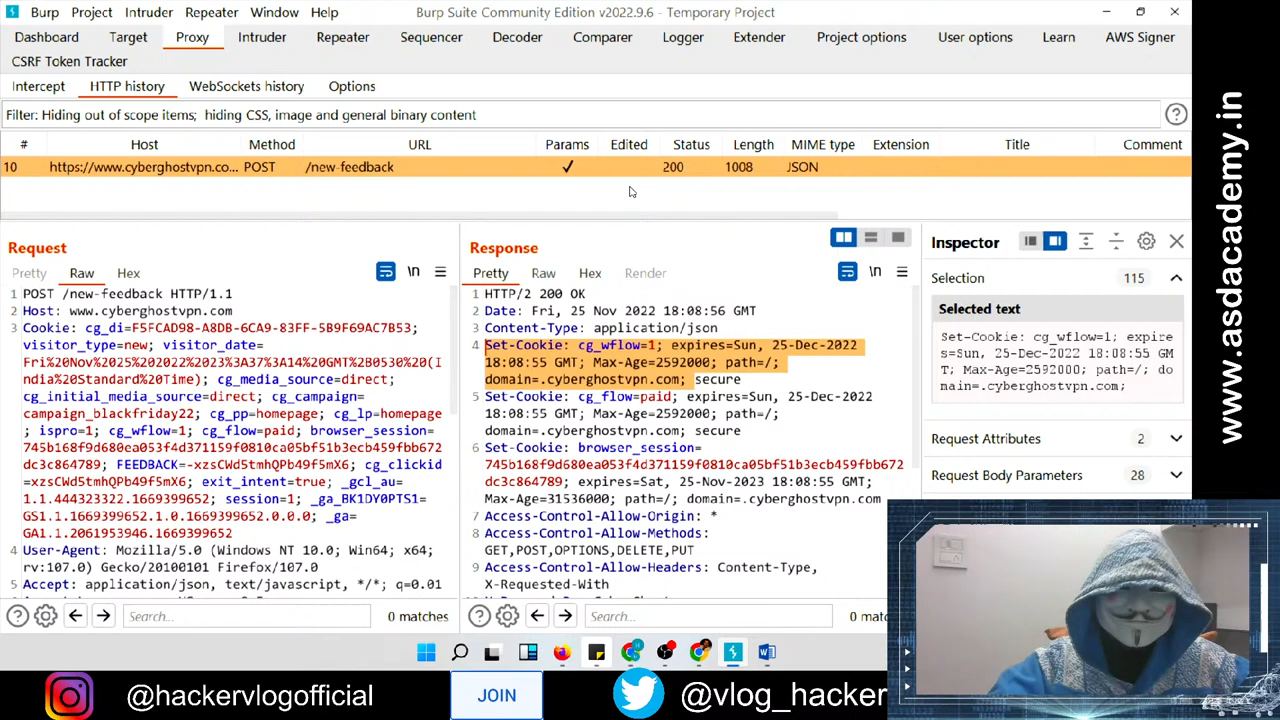 Burp Project Intruder Repeater Window Help
Burp Suite Community Edition v2022.9.6 - Temporary Project
Dashboard Target Proxy Intruder Repeater Sequencer Decoder Comparer Logger Extender Project options User options Learn AWS Signer
CSRF Token Tracker
Intercept HTTP history WebSockets history Options
Filter: Hiding out of scope items; hiding CSS, image and general binary content
# Host Method URL Params Edited Status Length MIME type Extension Title Comment
10 https://www.cyberghostvpn.co... POST /new-feedback ✓ 200 1008 JSON
Request
Pretty Raw Hex
\n
1 POST /new-feedback HTTP/1.1
2 Host: www.cyberghostvpn.com
3 Cookie: cg_di=F5FCAD98-A8DB-6CA9-83FF-5B9F69AC7B53;
visitor_type=new; visitor_date=
Fri%20Nov%2025%202022%2023%3A37%3A14%20GMT%2B0530%20(I
ndia%20Standard%20Time); cg_media_source=direct;
cg_initial_media_source=direct; cg_campaign=
campaign_blackfriday22; cg_pp=homepage; cg_lp=homepage
; ispro=1; cg_wflow=1; cg_flow=paid; browser_session=
745b168f9d680ea053f4d371159f0810ca05bf51ecb459fbb672
dc3c864789; FEEDBACK=-xzsCWd5tmhQPb49f5mX6; cg_clickid
=xzsCWd5tmhQPb49f5mX6; exit_intent=true; _gcl_au=
1.1.444323322.1669399652; session=1; _ga_BK1DY0PTS1=
GS1.1.1669399652.1.0.1669399652.0.0.0; _ga=
GA1.1.2061953946.1669399652
4 User-Agent: Mozilla/5.0 (Windows NT 10.0; Win64; x64;
rv:107.0) Gecko/20100101 Firefox/107.0
5 Accept: application/json, text/javascript, */*; q=0.01
Search... 0 matches
Response
Pretty Raw Hex Render
\n
1 HTTP/2 200 OK
2 Date: Fri, 25 Nov 2022 18:08:56 GMT
3 Content-Type: application/json
4 Set-Cookie: cg_wflow=1; expires=Sun, 25-Dec-2022
18:08:55 GMT; Max-Age=2592000; path=/;
domain=.cyberghostvpn.com; secure
5 Set-Cookie: cg_flow=paid; expires=Sun, 25-Dec-2022
18:08:55 GMT; Max-Age=2592000; path=/;
domain=.cyberghostvpn.com; secure
6 Set-Cookie: browser_session=
745b168f9d680ea053f4d371159f0810ca05bf51ecb459fbb672
dc3c864789; expires=Sat, 25-Nov-2023 18:08:55 GMT;
Max-Age=31536000; path=/; domain=.cyberghostvpn.com
7 Access-Control-Allow-Origin: *
8 Access-Control-Allow-Methods:
GET,POST,OPTIONS,DELETE,PUT
9 Access-Control-Allow-Headers: Content-Type,
X-Requested-With
Search... 0 mat
Inspector
Selection 115
Selected text
Set-Cookie: cg_wflow=1; expire
s=Sun, 25-Dec-2022 18:08:55 GM
T; Max-Age=2592000; path=/; do
main=.cyberghostvpn.com;
Request Attributes 2
Request Body Parameters 28
www.asdacademy.in
@hackervlogofficial
JOIN
@vlog_hacker